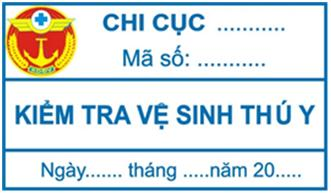 CHI CỤC ...........
Mã số: ...........
KIỂM TRA VỆ SINH THÚ Y
Ngày....... tháng .....năm 20.....